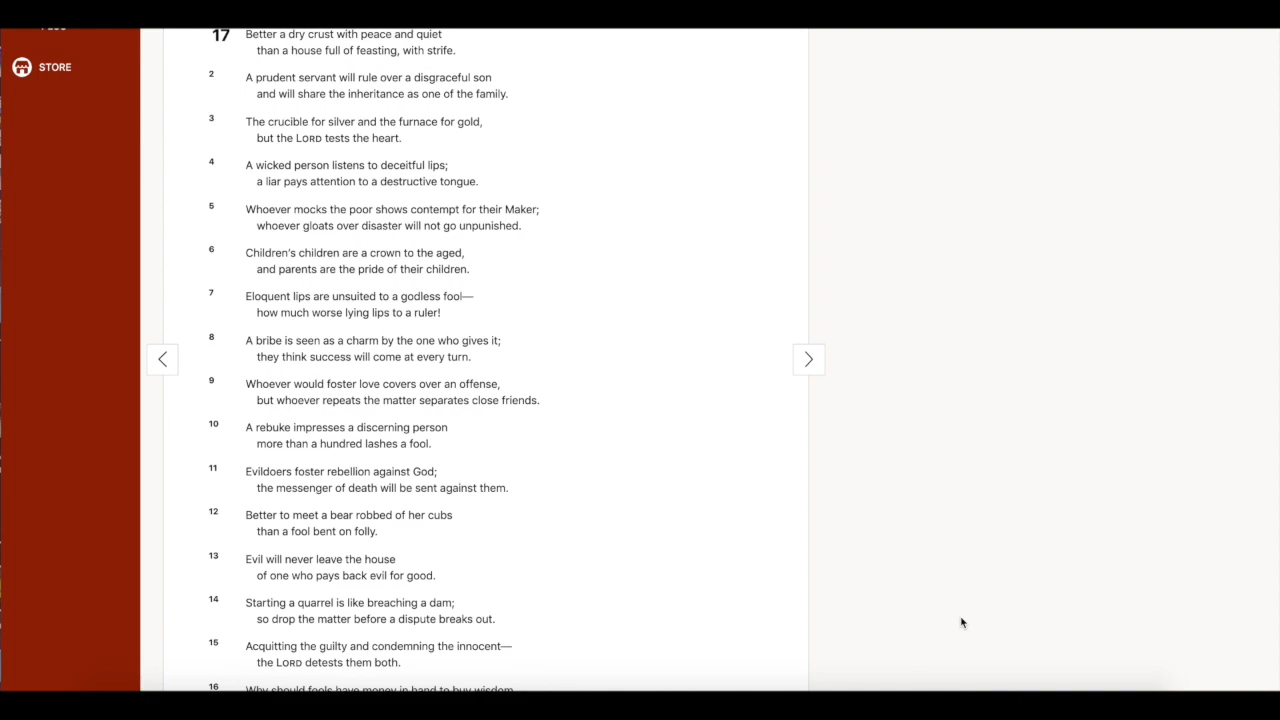 STORE
17 Better a dry crust with peace and quiet
than a house full of feasting, with strife.
2 A prudent servant will rule over a disgraceful son
and will share the inheritance as one of the family.
3 The crucible for silver and the furnace for gold,
but the LORD tests the heart.
4 A wicked person listens to deceitful lips;
a liar pays attention to a destructive tongue.
5 Whoever mocks the poor shows contempt for their Maker;
whoever gloats over disaster will not go unpunished.
6 Children’s children are a crown to the aged,
and parents are the pride of their children.
7 Eloquent lips are unsuited to a godless fool—
how much worse lying lips to a ruler!
8 A bribe is seen as a charm by the one who gives it;
they think success will come at every turn.
9 Whoever would foster love covers over an offense,
but whoever repeats the matter separates close friends.
10 A rebuke impresses a discerning person
more than a hundred lashes a fool.
11 Evildoers foster rebellion against God;
the messenger of death will be sent against them.
12 Better to meet a bear robbed of her cubs
than a fool bent on folly.
13 Evil will never leave the house
of one who pays back evil for good.
14 Starting a quarrel is like breaching a dam;
so drop the matter before a dispute breaks out.
15 Acquitting the guilty and condemning the innocent—
the LORD detests them both.
16 Why should fools have money in hand to buy wisdom,